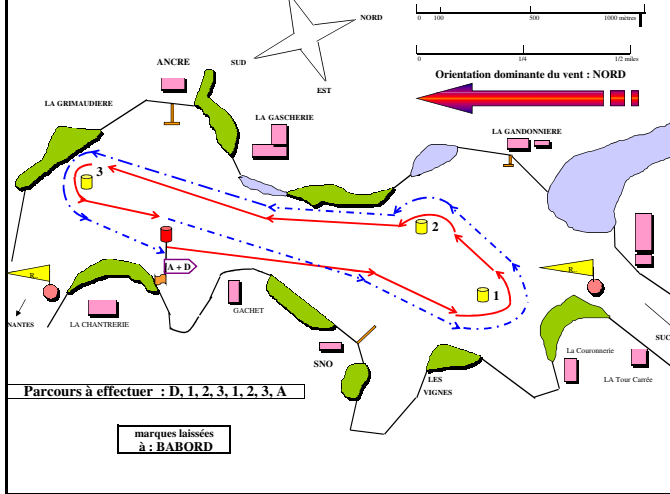 NORD
0 100 500 1000 mètres
SUD
EST
0 1/4 1/2 miles
ANCRE
Orientation dominante du vent : NORD
LA GRIMAUDIERE
LA GASCHERIE
LA GANDONNIERE
3
2
A + D
R..
R..
1
NANTES
LA CHANTRERIE
GACHET
SNO
SUC
La Couronnerie
LA Tour Carrée
LES
VIGNES
Parcours à effectuer : D, 1, 2, 3, 1, 2, 3, A
marques laissées
à : BABORD